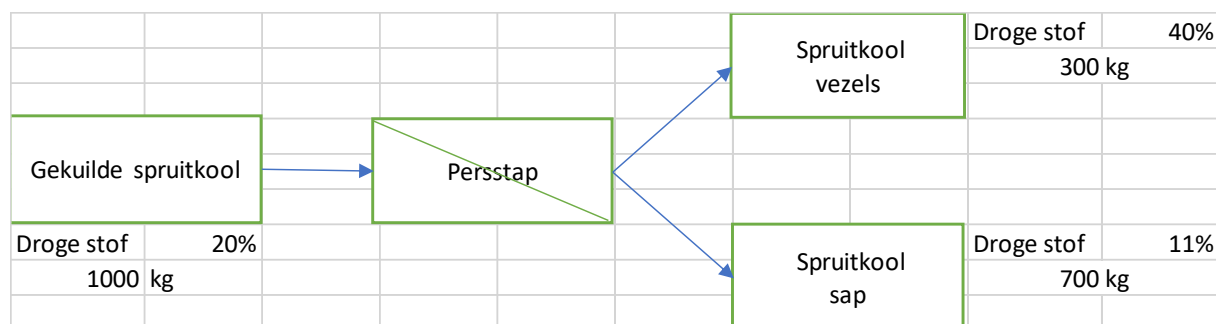 Spruitkool
vezels
Droge stof 40%
300 kg
Gekuilde spruitkool
Persstap
Droge stof 20%
1000 kg
Spruitkool
sap
Droge stof 11%
700 kg